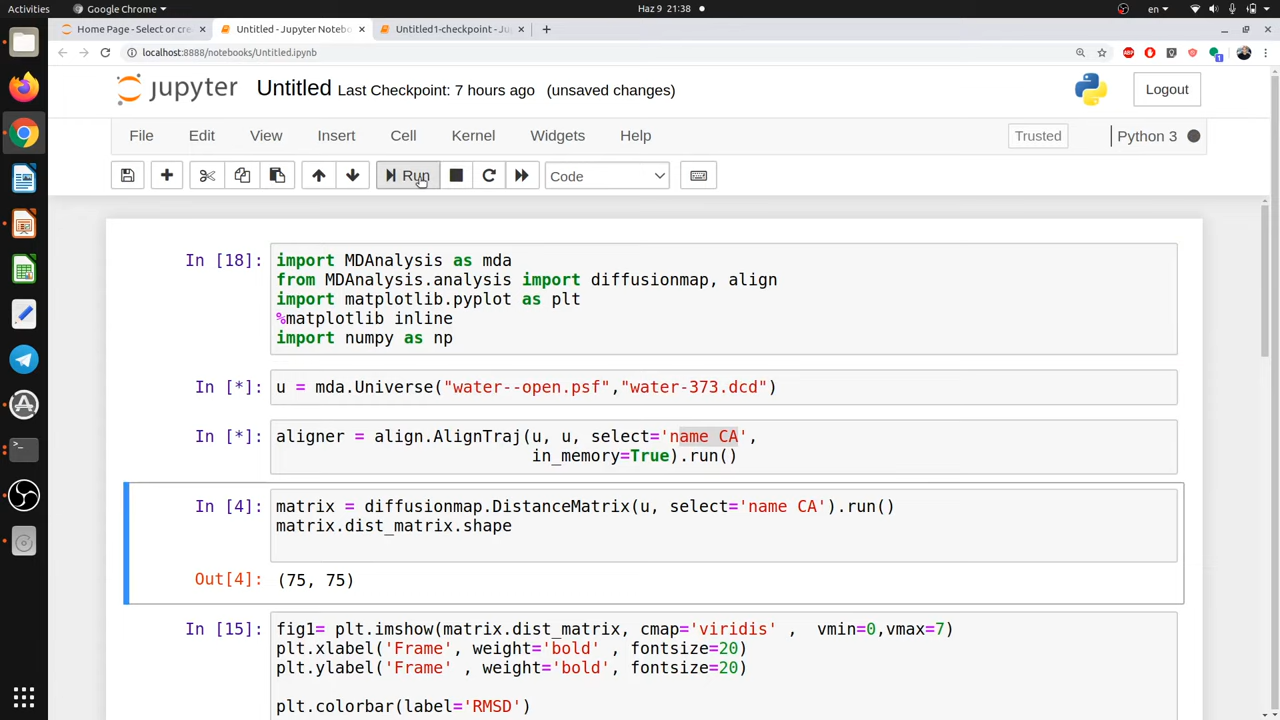 Activities
Google Chrome
Haz 9 21:38
en
Home Page - Select or cre
Untitled - Jupyter Notebo
Untitled1-checkpoint - Ju
localhost:8888/notebooks/Untitled.ipynb
ABP
1
jupyter Untitled Last Checkpoint: 7 hours ago (unsaved changes)
Logout
File Edit View Insert Cell Kernel Widgets Help
Trusted
Python 3
Run
Code
In [18]: import MDAnalysis as mda
from MDAnalysis.analysis import diffusionmap, align
import matplotlib.pyplot as plt
%matplotlib inline
import numpy as np
In [*]: u = mda.Universe("water--open.psf","water-373.dcd")
In [*]: aligner = align.AlignTraj(u, u, select='name CA',
in_memory=True).run()
In [4]: matrix = diffusionmap.DistanceMatrix(u, select='name CA').run()
matrix.dist_matrix.shape
Out[4]: (75, 75)
In [15]: fig1= plt.imshow(matrix.dist_matrix, cmap='viridis' , vmin=0,vmax=7)
plt.xlabel('Frame', weight='bold' , fontsize=20)
plt.ylabel('Frame' , weight='bold', fontsize=20)
plt.colorbar(label='RMSD')